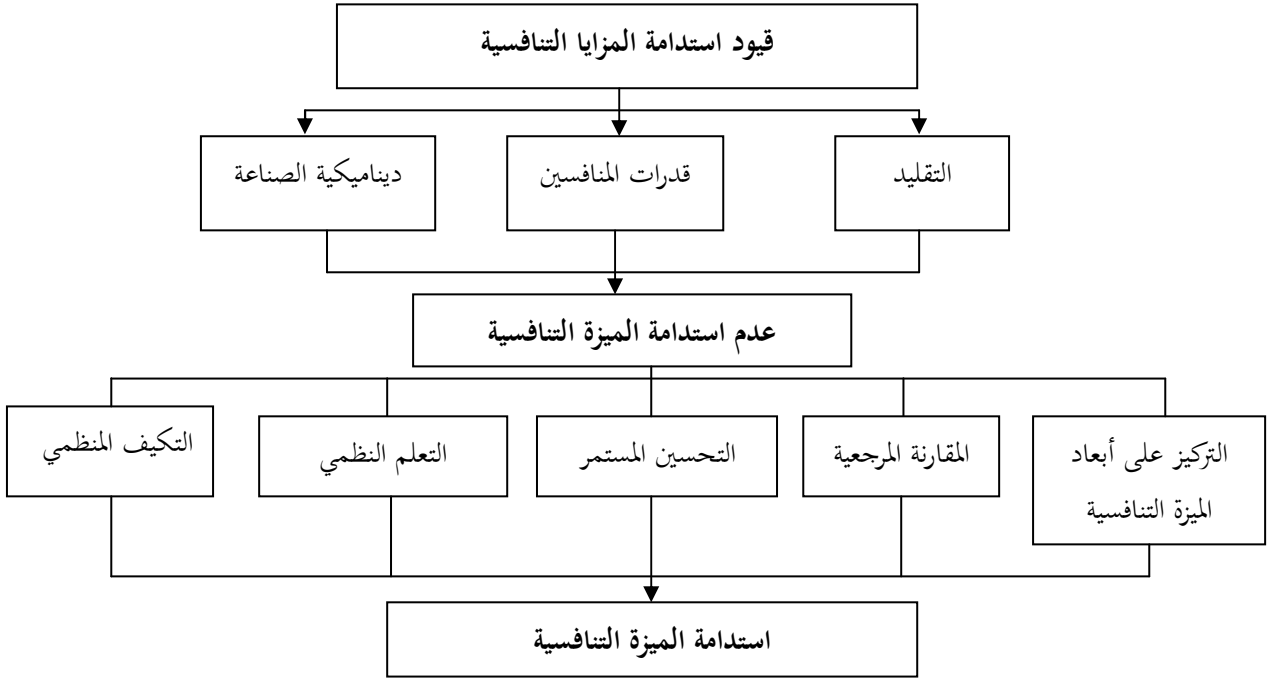 قيود استدامة المزايا التنافسية
التقليد
قدرات المنافسين
ديناميكية الصناعة
عدم استدامة الميزة التنافسية
التركيز على أبعاد
الميزة التنافسية
المقارنة المرجعية
التحسين المستمر
التعلم النظمي
التكيف المنظمي
استدامة الميزة التنافسية